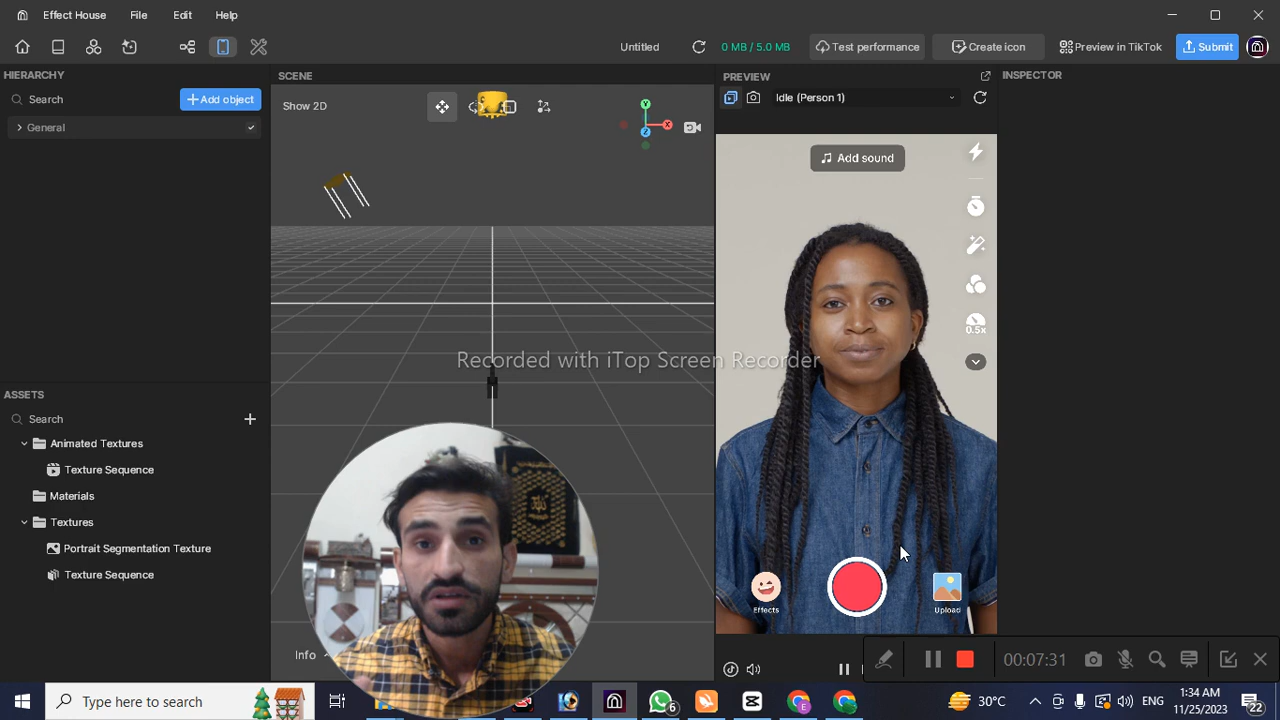 Effect House File Edit Help
Untitled 0 MB / 5.0 MB Test performance Create icon Preview in TikTok Submit
HIERARCHY
Search Add object
General
SCENE
Show 2D
Y
X
Z
PREVIEW
Idle (Person 1)
Add sound
0.5x
Effects
Upload
INSPECTOR
Recorded with iTop Screen Recorder
ASSETS
Search
Animated Textures
Texture Sequence
Materials
Textures
Portrait Segmentation Texture
Texture Sequence
Info
00:07:31
Type here to search
6
30°C
ENG
1:34 AM
11/25/2023
22